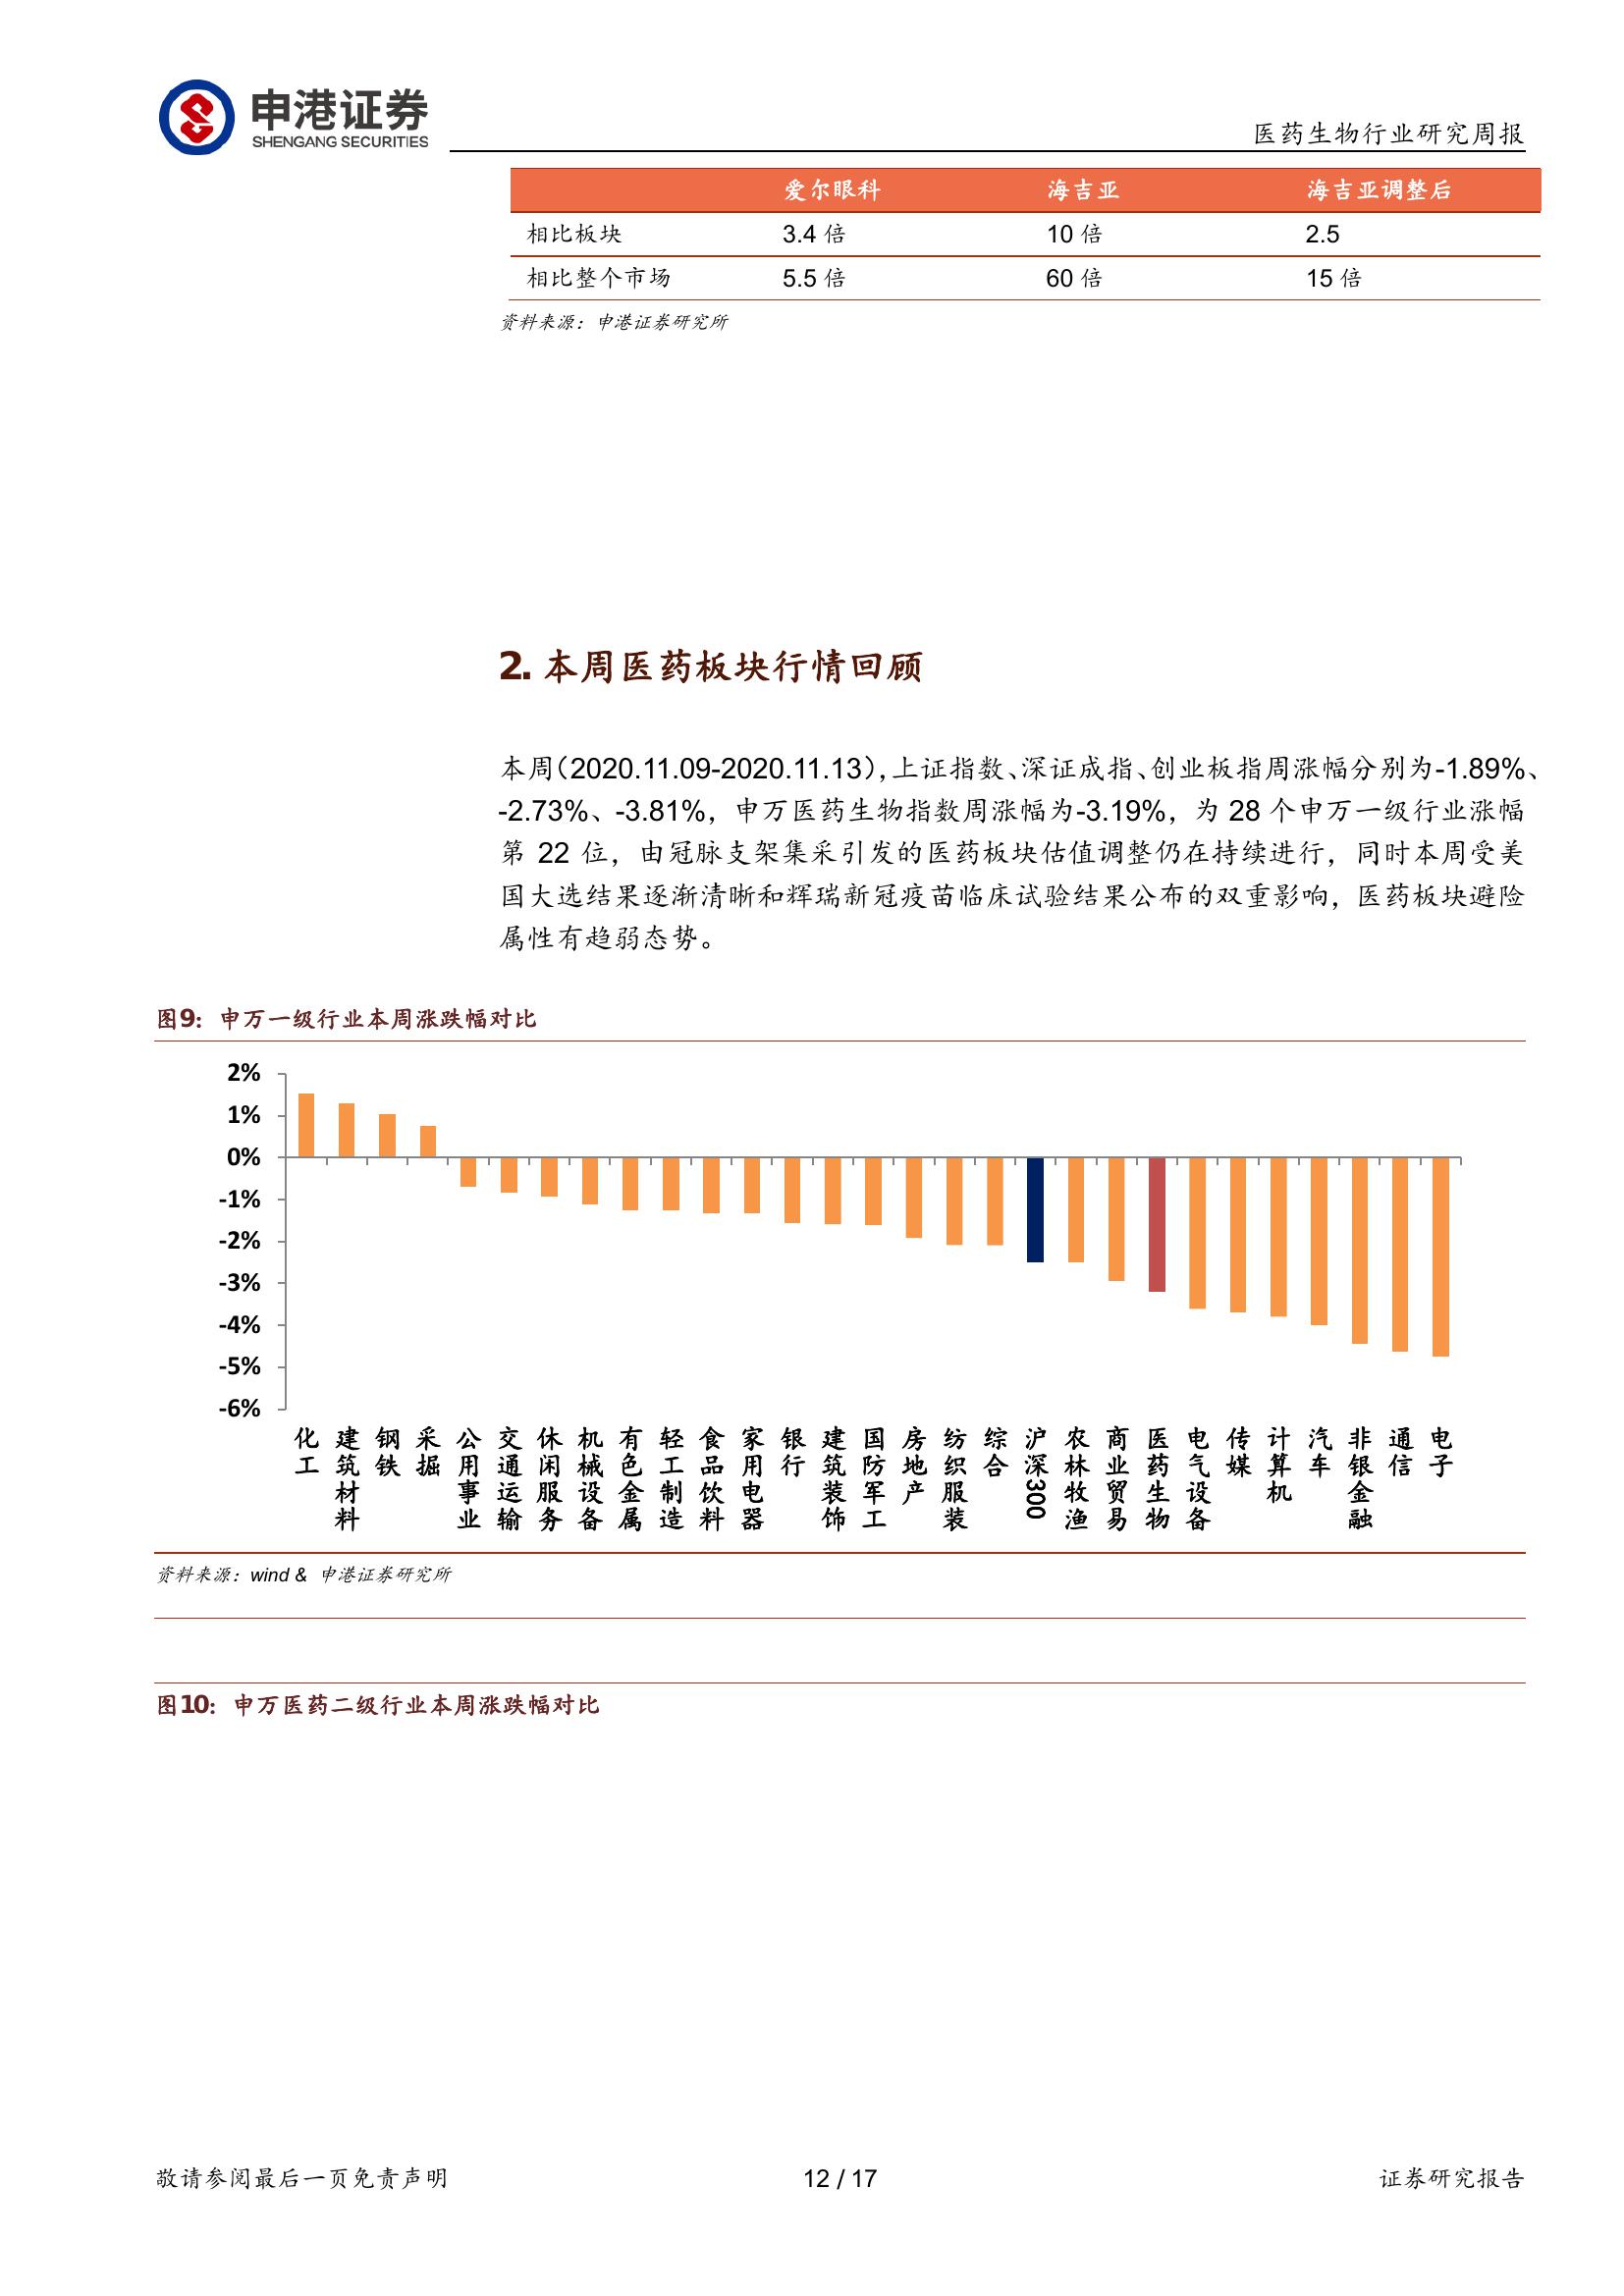 申港证券
SHENGANG SECURITIES
医药生物行业研究周报
爱尔眼科 海吉亚 海吉亚调整后
相比板块 3.4 倍 10 倍 2.5
相比整个市场 5.5 倍 60 倍 15 倍
资料来源：申港证券研究所
2. 本周医药板块行情回顾
本周（2020.11.09-2020.11.13），上证指数、深证成指、创业板指周涨幅分别为-1.89%、
-2.73%、-3.81%，申万医药生物指数周涨幅为-3.19%，为 28 个申万一级行业涨幅
第 22 位，由冠脉支架集采引发的医药板块估值调整仍在持续进行，同时本周受美
国大选结果逐渐清晰和辉瑞新冠疫苗临床试验结果公布的双重影响，医药板块避险
属性有趋弱态势。
图9：申万一级行业本周涨跌幅对比
2%
1%
0%
-1%
-2%
-3%
-4%
-5%
-6%
化工
建筑材料
钢铁
采掘
公用事业
交通运输
休闲服务
机械设备
有色金属
轻工制造
食品饮料
家用电器
银行
建筑装饰
国防军工
房地产
纺织服装
综合
沪深300
农林牧渔
商业贸易
医药生物
电气设备
传媒
计算机
汽车
非银金融
通信
电子
资料来源：wind & 申港证券研究所
图10：申万医药二级行业本周涨跌幅对比
敬请参阅最后一页免责声明 12 / 17 证券研究报告